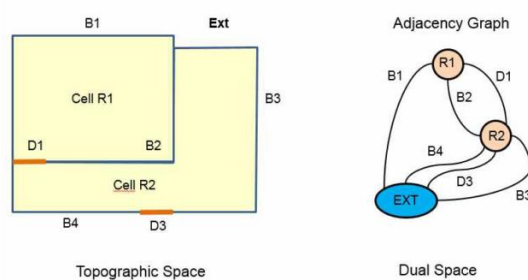 B1
Ext
Cell R1
B3
D1
B2
Cell R2
B4
D3
Topographic Space
Adjacency Graph
R1
B1
D1
B2
R2
B4
D3
EXT
B3
Dual Space